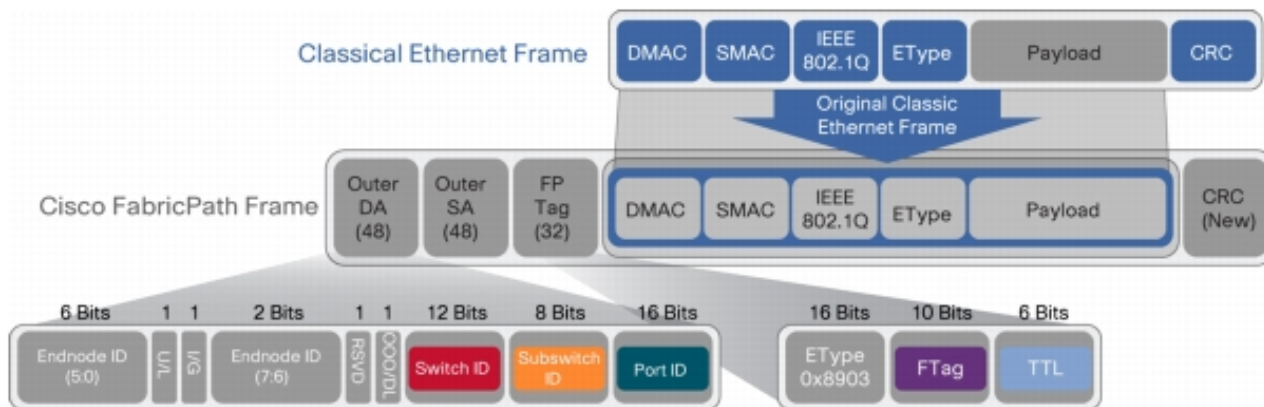 Classical Ethernet Frame
DMAC
SMAC
IEEE
802.1Q
EType
Payload
CRC
Original Classic
Ethernet Frame
Cisco FabricPath Frame
Outer
DA
(48)
Outer
SA
(48)
FP
Tag
(32)
DMAC
SMAC
IEEE
802.1Q
EType
Payload
CRC
(New)
6 Bits
1
1
2 Bits
1
1
12 Bits
8 Bits
16 Bits
Endnode ID
(5:0)
U/L
I/G
Endnode ID
(7:6)
RSVD
OOO/DL
Switch ID
Subswitch
ID
Port ID
16 Bits
10 Bits
6 Bits
EType
0x8903
FTag
TTL